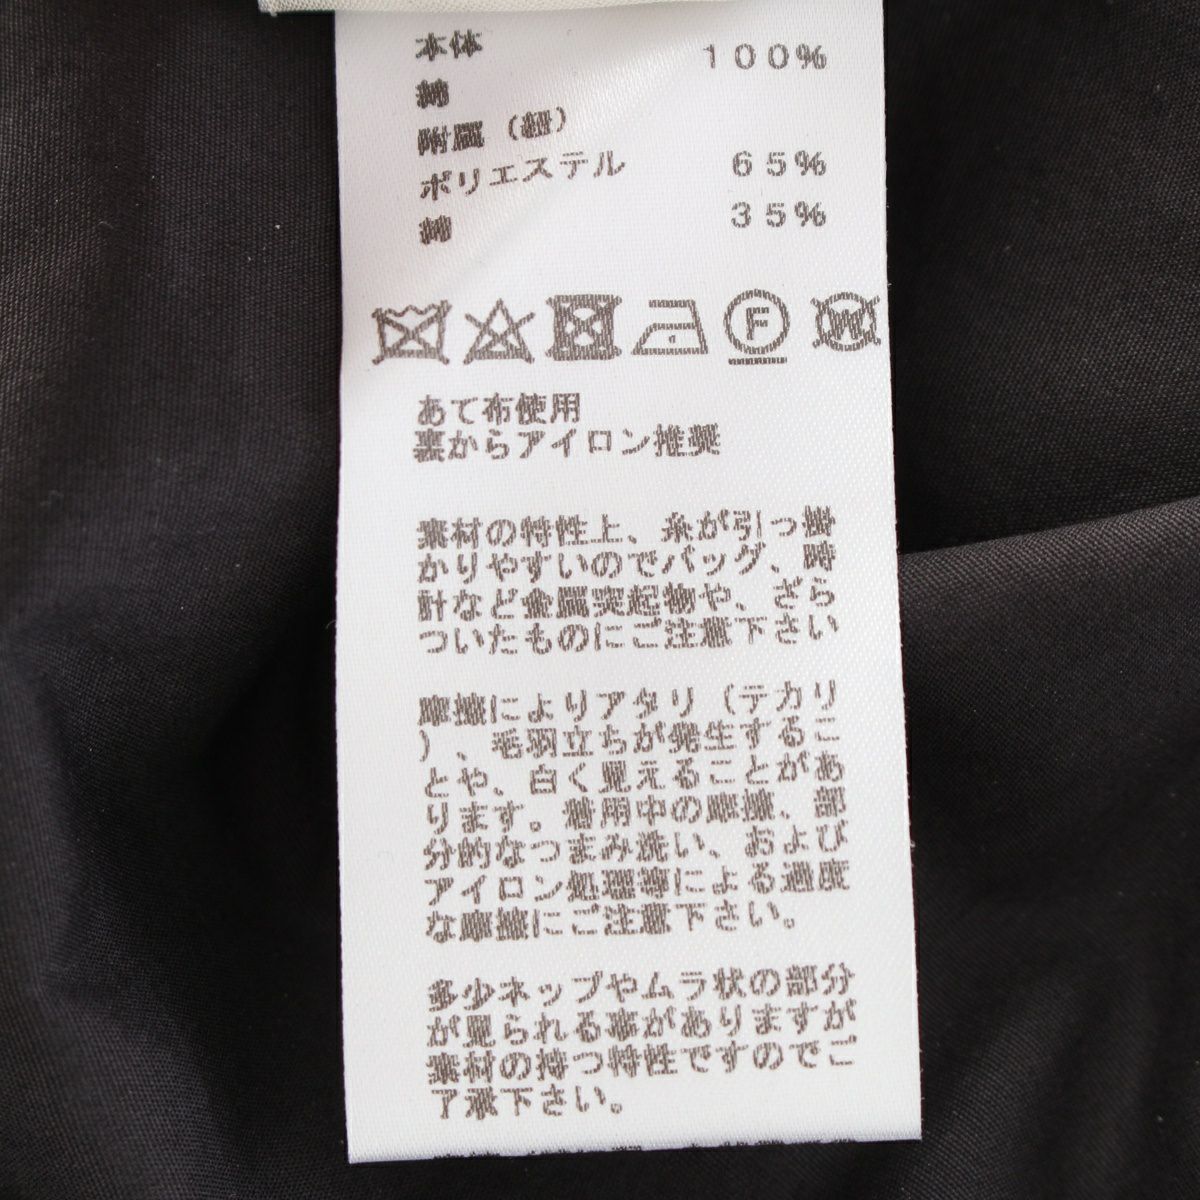 本体 100%
綿
附属（紐）
ポリエステル 65%
綿 35%
F W
あて布使用
裏からアイロン推奨
素材の特性上、糸が引っ掛
かりやすいのでバッグ、時
計など金属突起物や、ざら
ついたものにご注意下さい
摩擦によりアタリ（テカリ
）、毛羽立ちが発生するこ
とや、白く見えることがあ
ります。着用中の摩擦、部
分的なつまみ洗い、および
アイロン処理等による過度
な摩擦にご注意下さい。
多少ネップやムラ状の部分
が見られる事がありますが
素材の持つ特性ですのでご
了承下さい。